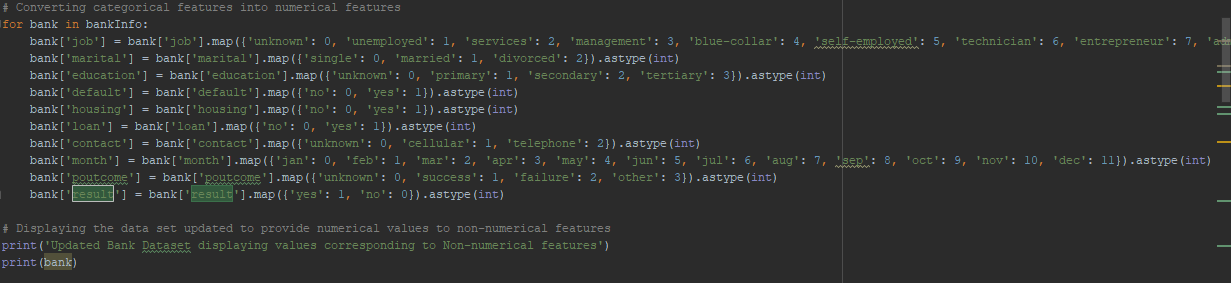 # Converting categorical features into numerical features
for bank in bankInfo:
bank['job'] = bank['job'].map({'unknown': 0, 'unemployed': 1, 'services': 2, 'management': 3, 'blue-collar': 4, 'self-employed': 5, 'technician': 6, 'entrepreneur': 7,
bank['marital'] = bank['marital'].map({'single': 0, 'married': 1, 'divorced': 2}).astype(int)
bank['education'] = bank['education'].map({'unknown': 0, 'primary': 1, 'secondary': 2, 'tertiary': 3}).astype(int)
bank['default'] = bank['default'].map({'no': 0, 'yes': 1}).astype(int)
bank['housing'] = bank['housing'].map({'no': 0, 'yes': 1}).astype(int)
bank['loan'] = bank['loan'].map({'no': 0, 'yes': 1}).astype(int)
bank['contact'] = bank['contact'].map({'unknown': 0, 'cellular': 1, 'telephone': 2}).astype(int)
bank['month'] = bank['month'].map({'jan': 0, 'feb': 1, 'mar': 2, 'apr': 3, 'may': 4, 'jun': 5, 'jul': 6, 'aug': 7, 'sep': 8, 'oct': 9, 'nov': 10, 'dec': 11}).astype(int)
bank['poutcome'] = bank['poutcome'].map({'unknown': 0, 'success': 1, 'failure': 2, 'other': 3}).astype(int)
bank['result'] = bank['result'].map({'yes': 1, 'no': 0}).astype(int)
# Displaying the data set updated to provide numerical values to non-numerical features
print('Updated Bank Dataset displaying values corresponding to Non-numerical features')
print(bank)